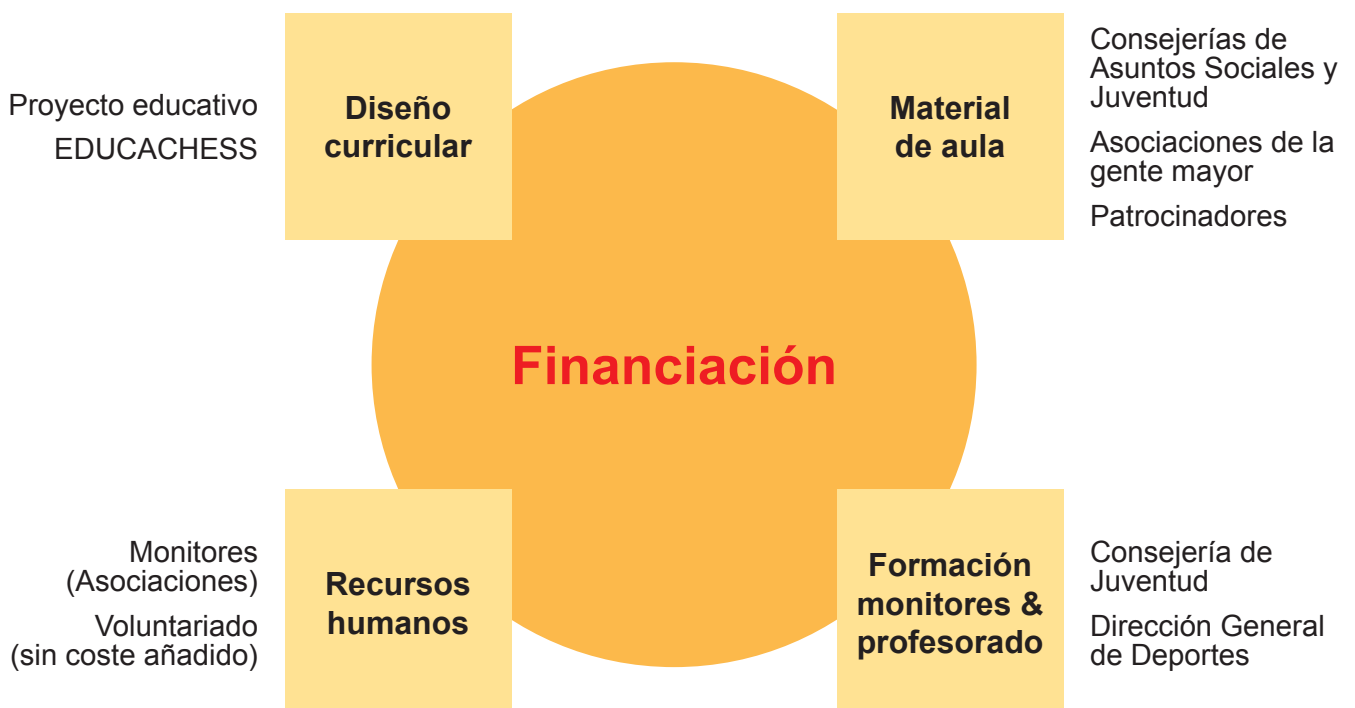 Proyecto educativo
EDUCACHESS
Diseño
curricular
Material
de aula
Consejerías de
Asuntos Sociales y
Juventud
Asociaciones de la
gente mayor
Patrocinadores
Financiación
Monitores
(Asociaciones)
Voluntariado
(sin coste añadido)
Recursos
humanos
Formación
monitores &
profesorado
Consejería de
Juventud
Dirección General
de Deportes